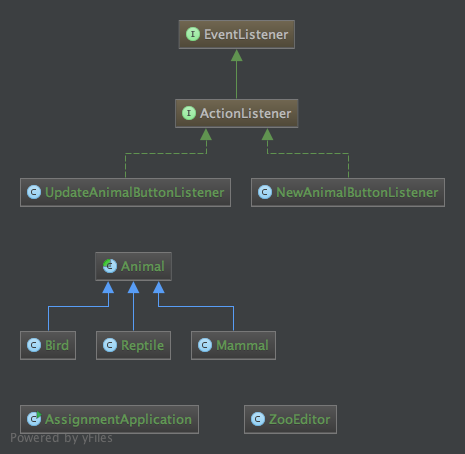 I EventListener
I ActionListener
C UpdateAnimalButtonListener
C NewAnimalButtonListener
C Animal
C Bird
C Reptile
C Mammal
C AssignmentApplication
C ZooEditor
Powered by yFiles